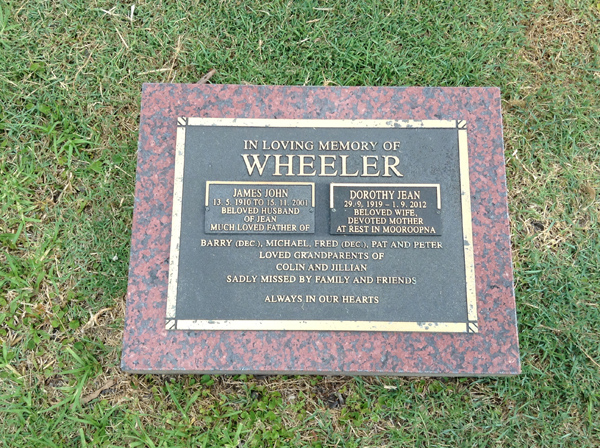 IN LOVING MEMORY OF
WHEELER
JAMES JOHN
13. 5. 1910 TO 15. 11. 2001
BELOVED HUSBAND
OF JEAN
MUCH LOVED FATHER OF
DOROTHY JEAN
29. 9. 1919 – 1. 9. 2012
BELOVED WIFE,
DEVOTED MOTHER
AT REST IN MOOROOPNA
BARRY (DEC.), MICHAEL, FRED (DEC.), PAT AND PETER
LOVED GRANDPARENTS OF
COLIN AND JILLIAN
SADLY MISSED BY FAMILY AND FRIENDS
ALWAYS IN OUR HEARTS